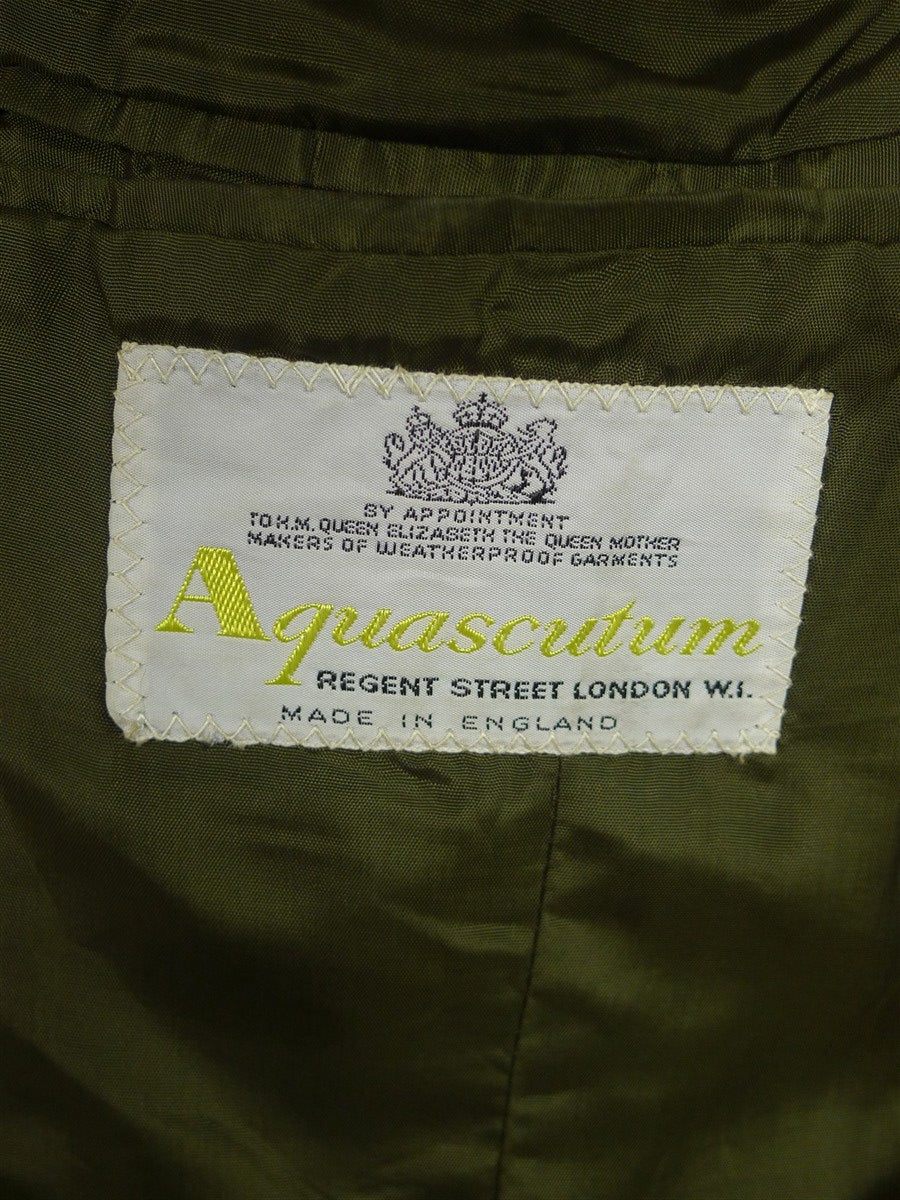 BY APPOINTMENT
TO H.M. QUEEN ELIZABETH THE QUEEN MOTHER
MAKERS OF WEATHERPROOF GARMENTS
Aquascutum
REGENT STREET LONDON W.1.
MADE IN ENGLAND